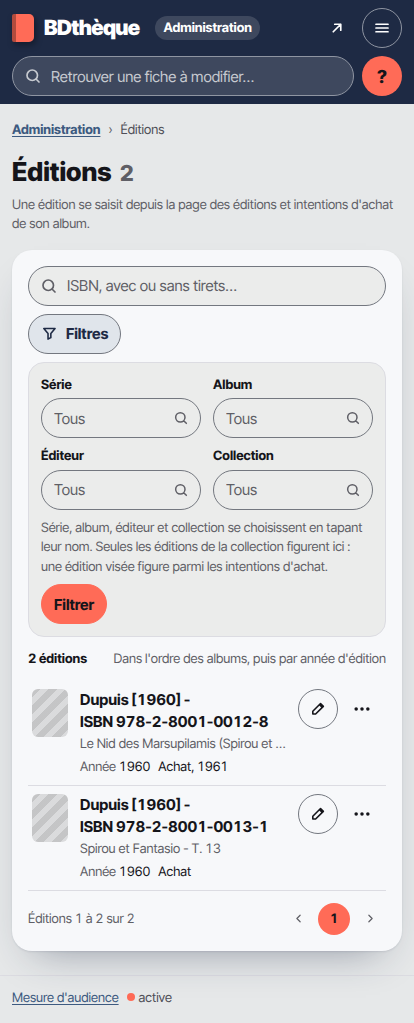 BDthèque Administration
Retrouver une fiche à modifier...
?
Administration › Éditions
Éditions 2
Une édition se saisit depuis la page des éditions et intentions d'achat
de son album.
ISBN, avec ou sans tirets...
Filtres
Série Album
Tous Tous
Éditeur Collection
Tous Tous
Série, album, éditeur et collection se choisissent en tapant
leur nom. Seules les éditions de la collection figurent ici :
une édition visée figure parmi les intentions d'achat.
Filtrer
2 éditions Dans l'ordre des albums, puis par année d'édition
Dupuis [1960] -
ISBN 978-2-8001-0012-8
Le Nid des Marsupilamis (Spirou et ...
Année 1960 Achat, 1961
Dupuis [1960] -
ISBN 978-2-8001-0013-1
Spirou et Fantasio - T. 13
Année 1960 Achat
Éditions 1 à 2 sur 2 ‹ 1 ›
Mesure d'audience active